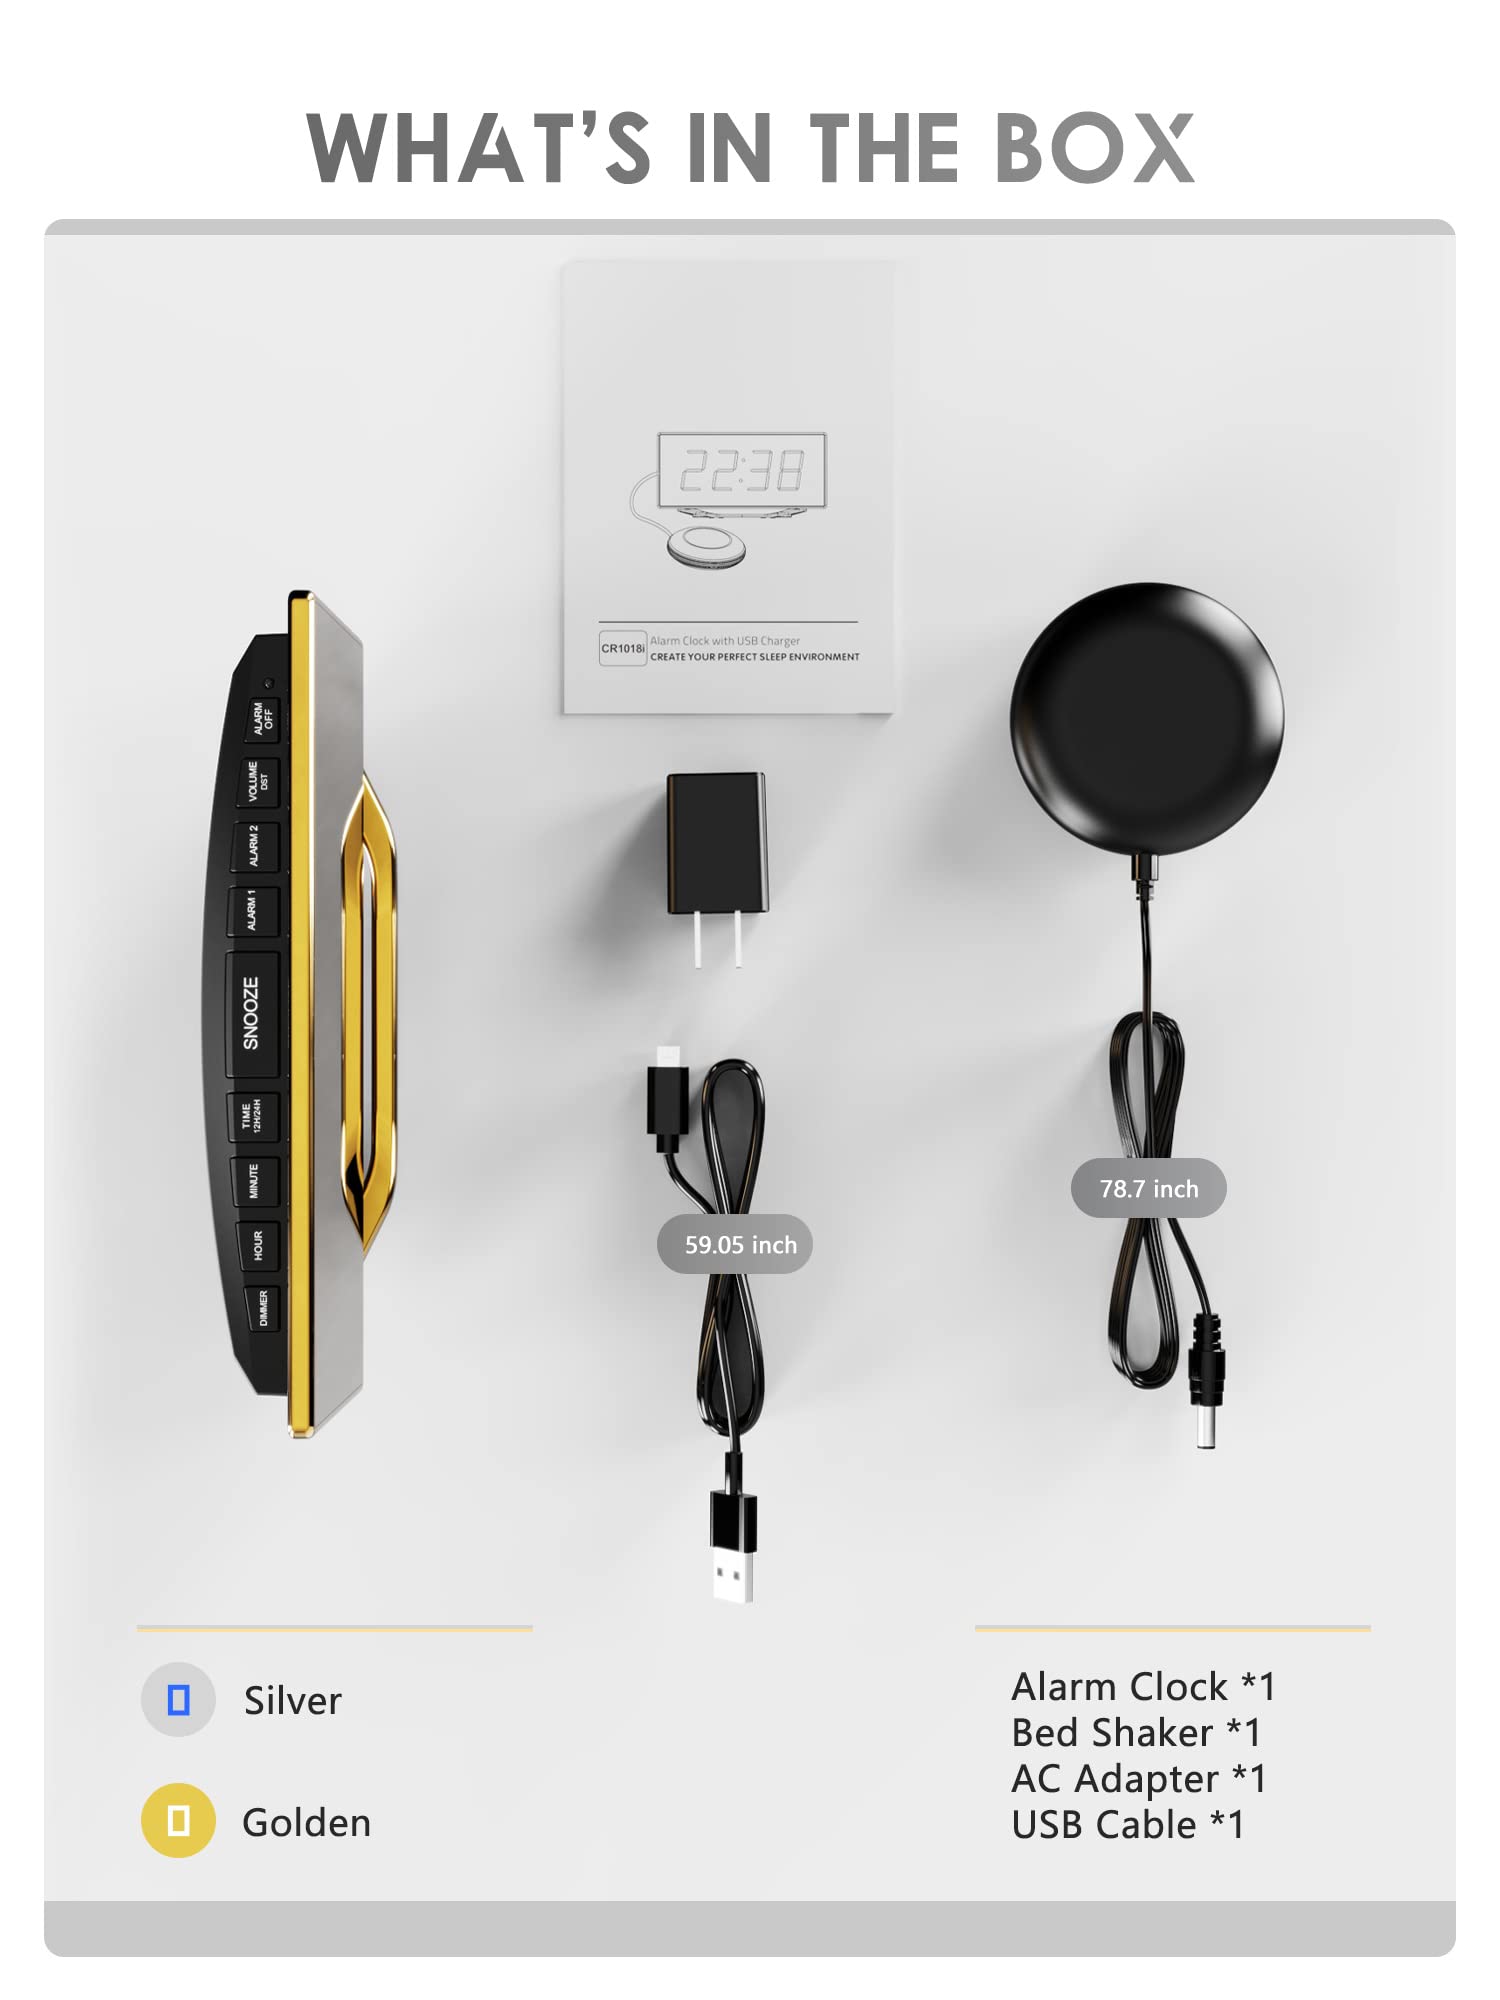 WHAT'S IN THE BOX
22:38
CR1018i
Alarm Clock with USB Charger
CREATE YOUR PERFECT SLEEP ENVIRONMENT
ALARM
OFF
VOLUME
DST
ALARM 2
ALARM 1
SNOOZE
TIME
12H/24H
MINUTE
HOUR
DIMMER
59.05 inch
78.7 inch
Silver
Golden
Alarm Clock *1
Bed Shaker *1
AC Adapter *1
USB Cable *1